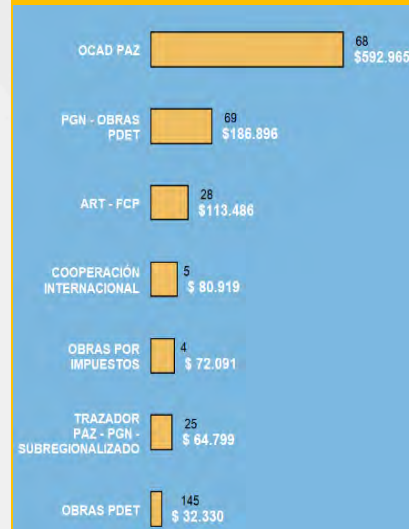 OCAD PAZ
68
$592.965
PGN - OBRAS
PDET
69
$186.896
ART - FCP
28
$113.486
COOPERACIÓN
INTERNACIONAL
5
$ 80.919
OBRAS POR
IMPUESTOS
4
$ 72.091
TRAZADOR
PAZ - PGN -
SUBREGIONALIZADO
25
$ 64.799
OBRAS PDET
145
$ 32.330